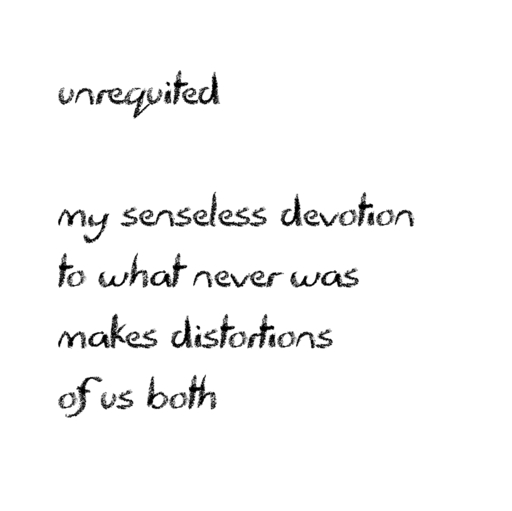 unrequited
my senseless devotion
to what never was
makes distortions
of us both